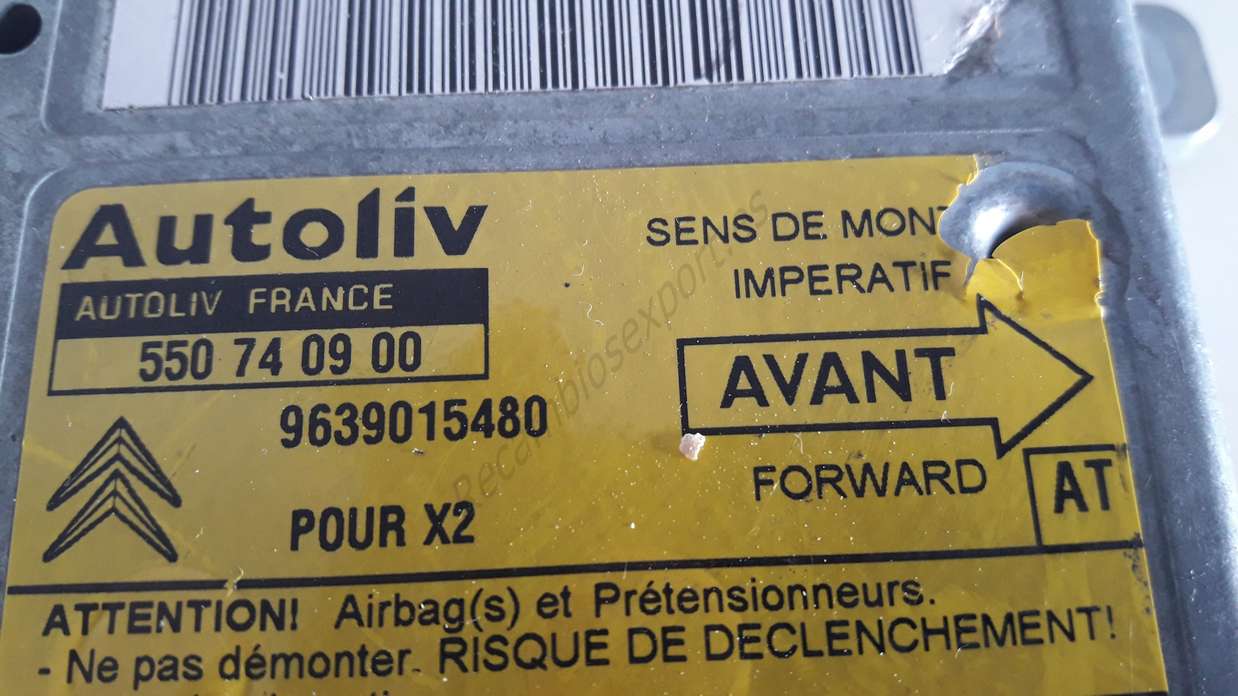 Autoliv
AUTOLIV FRANCE
550 74 09 00
9639015480
POUR X2
SENS DE MONT
IMPERATIF
AVANT
FORWARD
AT
ATTENTION! Airbag(s) et Prétensionneurs.
- Ne pas démonter. RISQUE DE DECLENCHEMENT!
Recambiosexportles